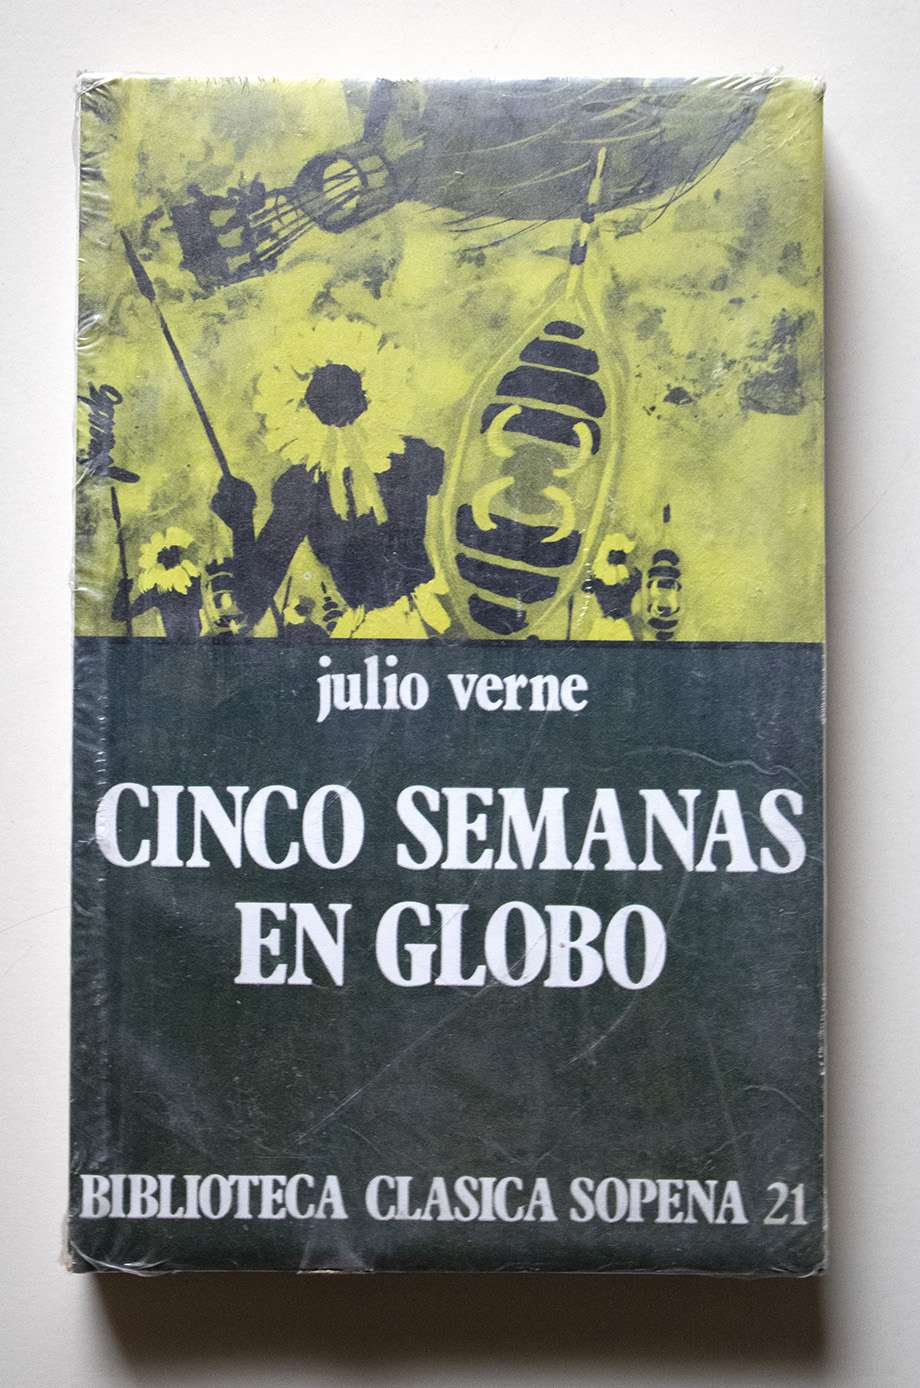 julio verne
CINCO SEMANAS
EN GLOBO
BIBLIOTECA CLASICA SOPENA 21